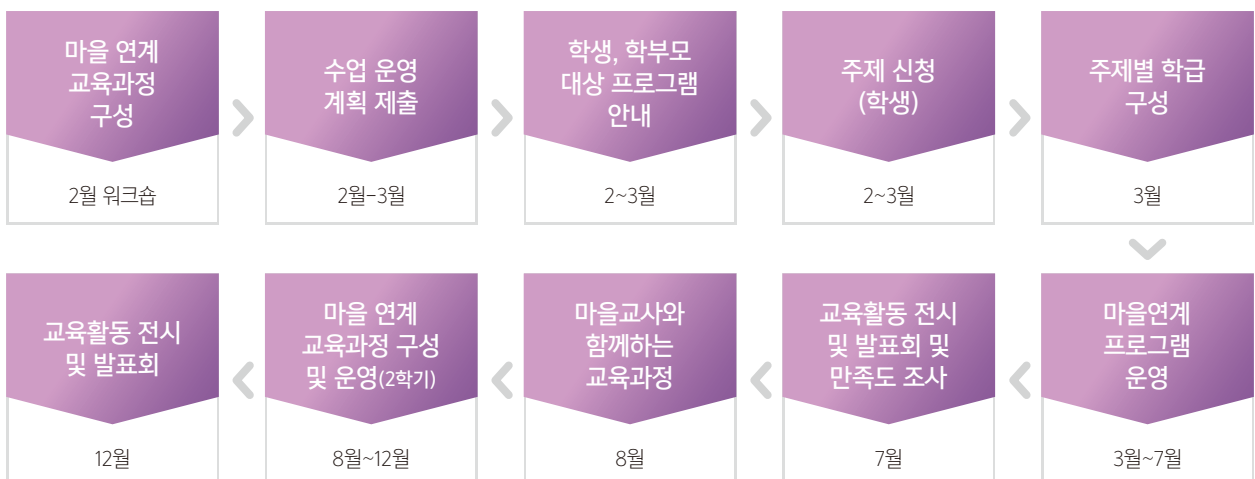 마을 연계
교육과정
구성
2월 워크숍
수업 운영
계획 제출
2월-3월
학생, 학부모
대상 프로그램
안내
2~3월
주제 신청
(학생)
2~3월
주제별 학급
구성
3월
마을연계
프로그램
운영
3월~7월
교육활동 전시
및 발표회 및
만족도 조사
7월
마을교사와
함께하는
교육과정
8월
마을 연계
교육과정 구성
및 운영(2학기)
8월~12월
교육활동 전시
및 발표회
12월